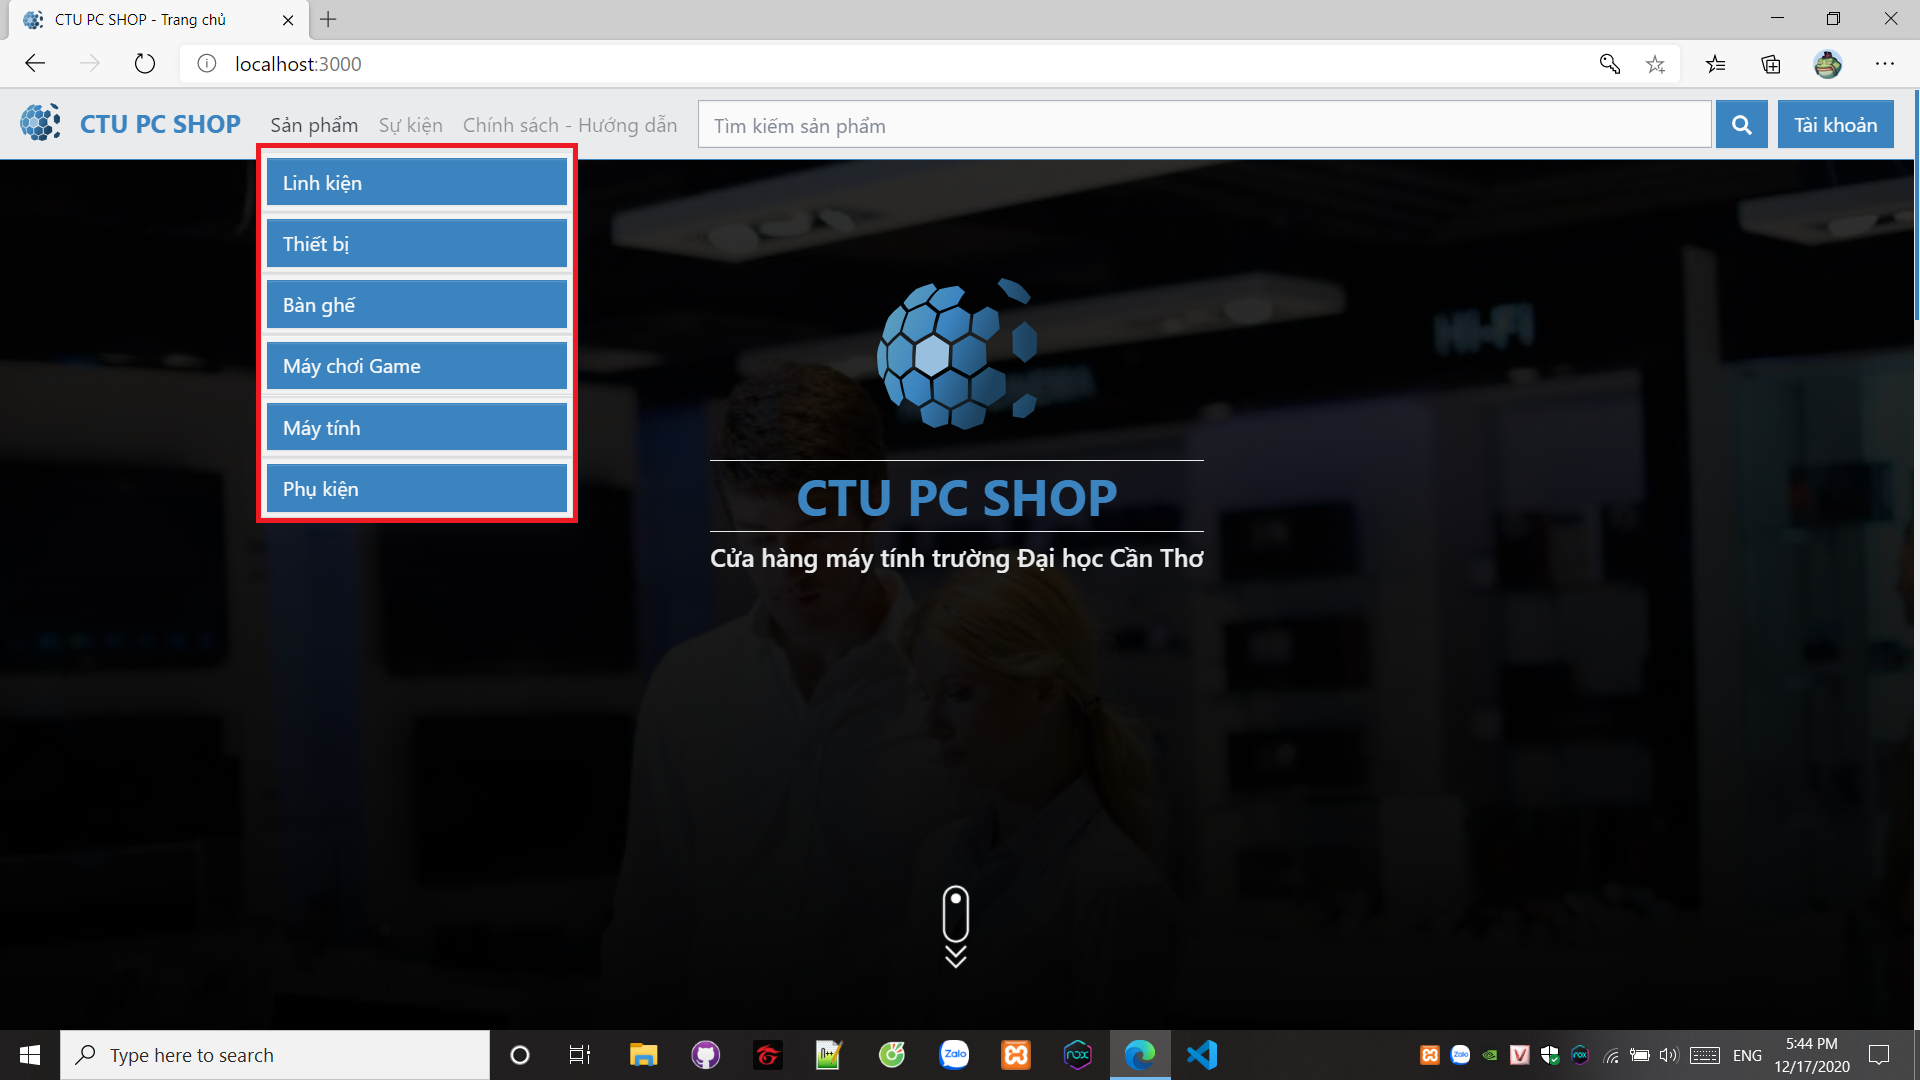 CTU PC SHOP - Trang chủ
localhost:3000
CTU PC SHOP
Sản phẩm
Sự kiện
Chính sách - Hướng dẫn
Tìm kiếm sản phẩm
Tài khoản
Linh kiện
Thiết bị
Bàn ghế
Máy chơi Game
Máy tính
Phụ kiện
HI-FI
CTU PC SHOP
Cửa hàng máy tính trường Đại học Cần Thơ
Type here to search
Zalo
nox
Zalo
nox
ENG
5:44 PM
12/17/2020